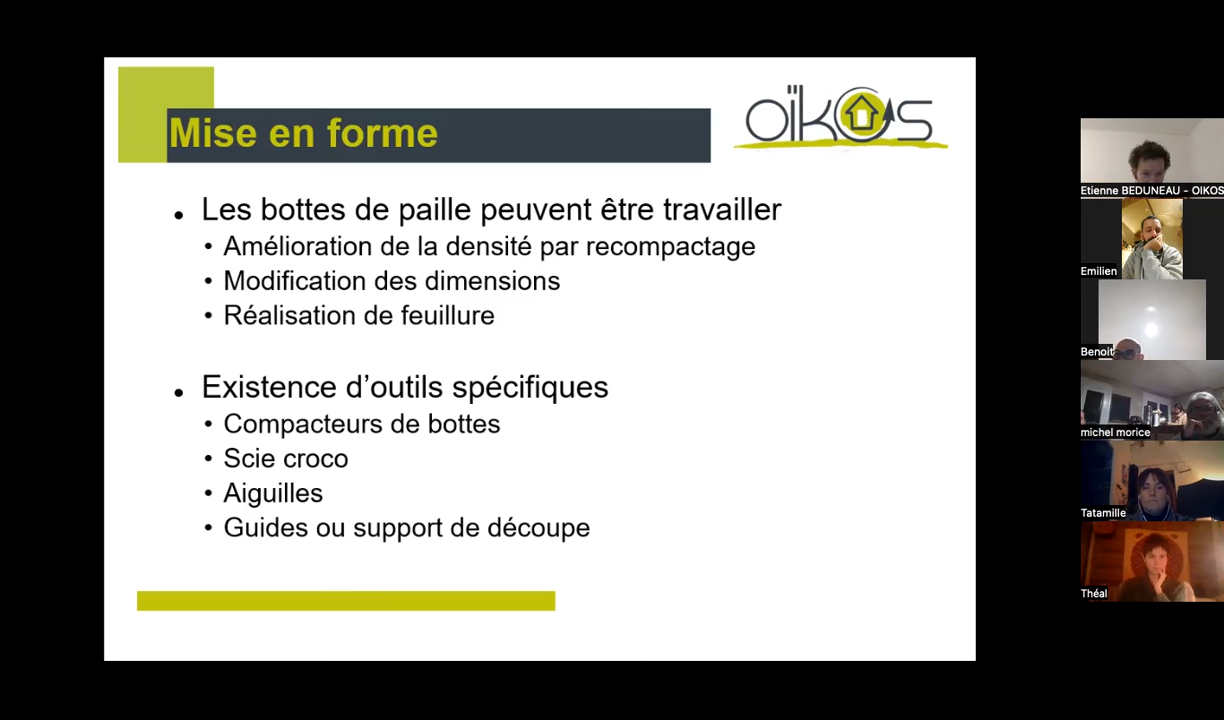 Mise en forme
oïkOs
Les bottes de paille peuvent être travailler
Amélioration de la densité par recompactage
Modification des dimensions
Réalisation de feuillure
Existence d’outils spécifiques
Compacteurs de bottes
Scie croco
Aiguilles
Guides ou support de découpe
Etienne BEDUNEAU - OIKOS
Emilien
Benoit
michel morice
Tatamille
Théal